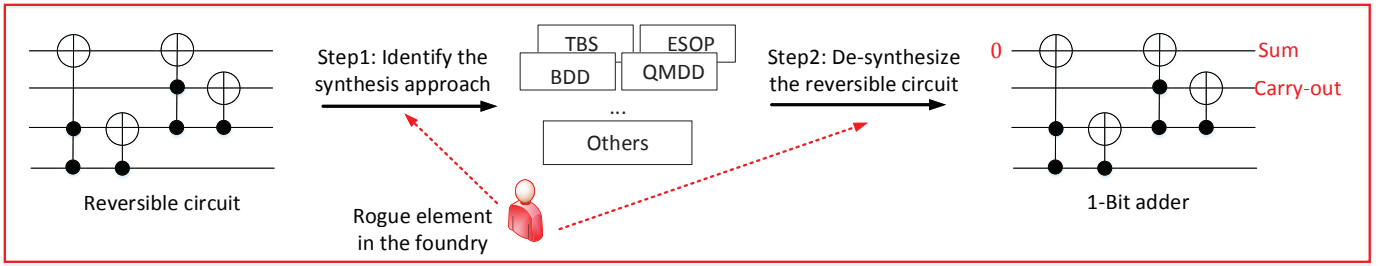 Step1: Identify the
synthesis approach
TBS
ESOP
BDD
QMDD
...
Others
Step2: De-synthesize
the reversible circuit
0
Sum
Carry-out
Reversible circuit
Rogue element
in the foundry
1-Bit adder